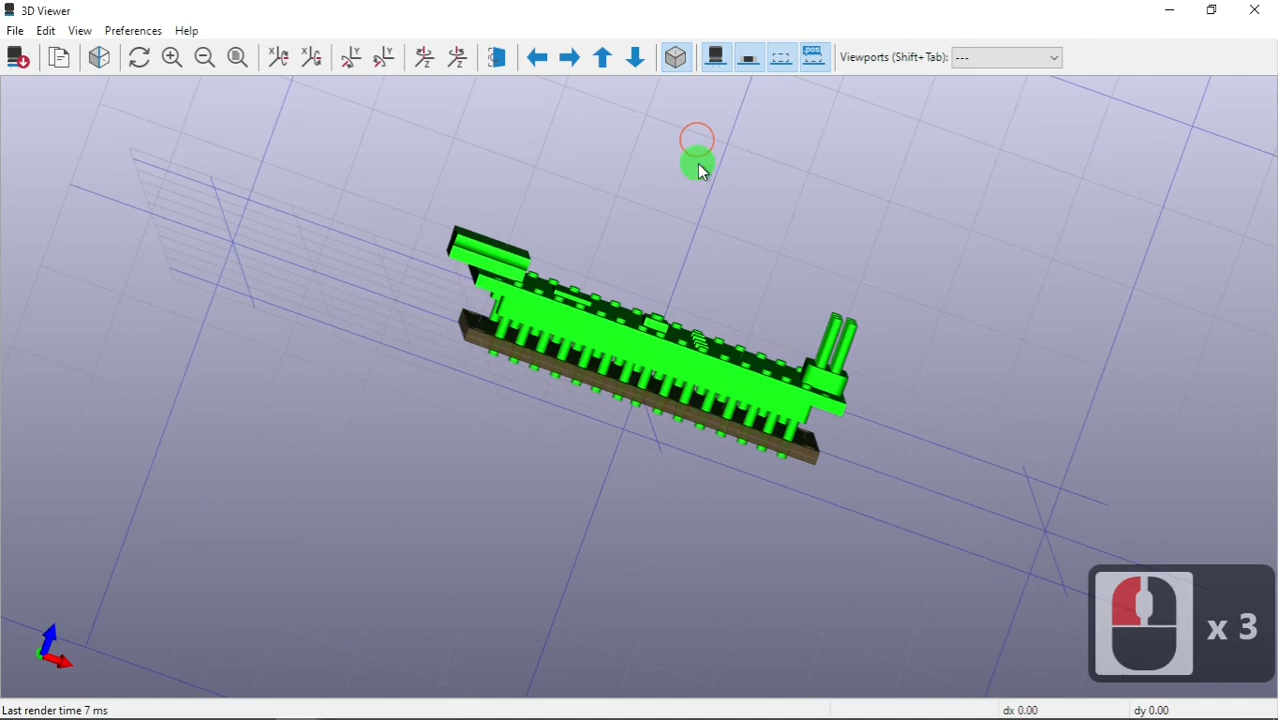 3D Viewer
File Edit View Preferences Help
X X Y Y Z Z pos Viewports (Shift+Tab): ---
x 3
Last render time 7 ms dx 0.00 dy 0.00